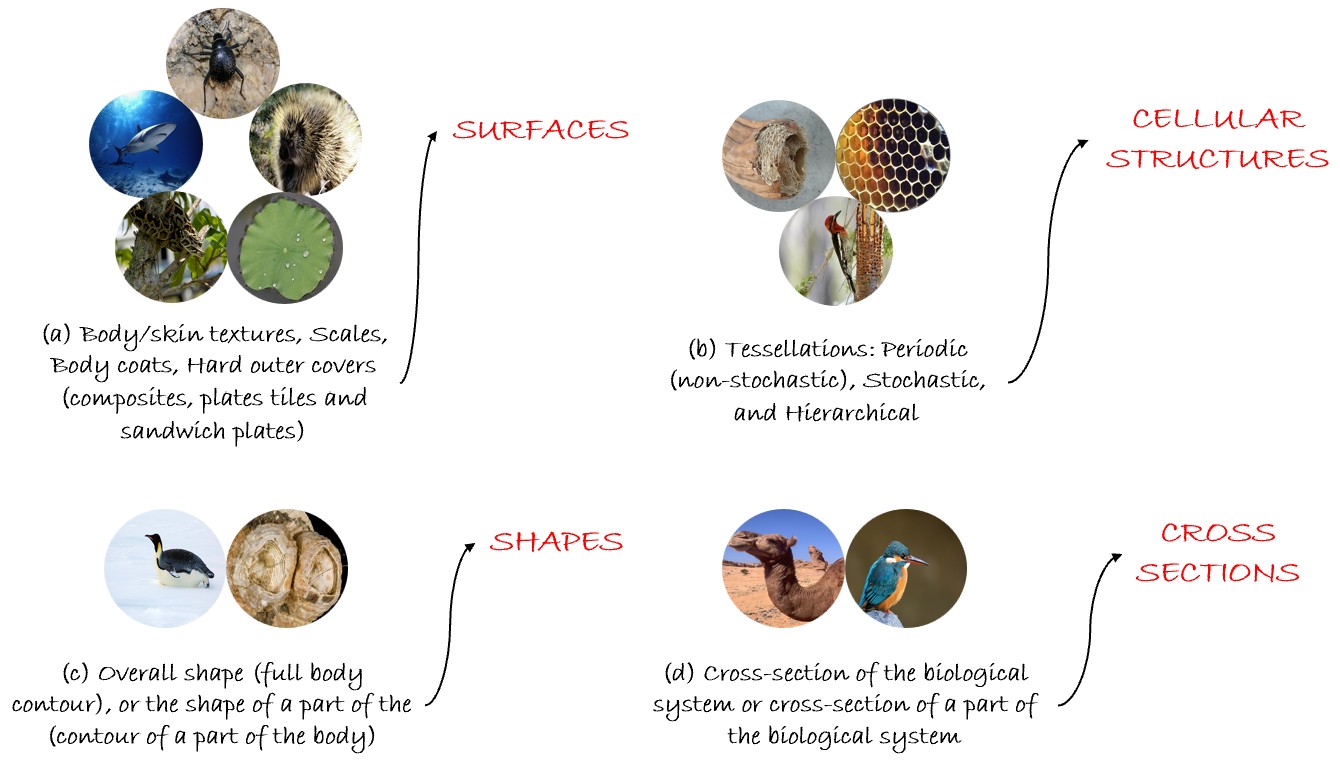 SURFACES
(a) Body/skin textures, Scales,
Body coats, Hard outer covers
(composites, plates tiles and
sandwich plates)
CELLULAR
STRUCTURES
(b) Tessellations: Periodic
(non-stochastic), Stochastic,
and Hierarchical
SHAPES
(c) Overall shape (full body
contour), or the shape of a part of the
(contour of a part of the body)
CROSS
SECTIONS
(d) Cross-section of the biological
system or cross-section of a part of
the biological system